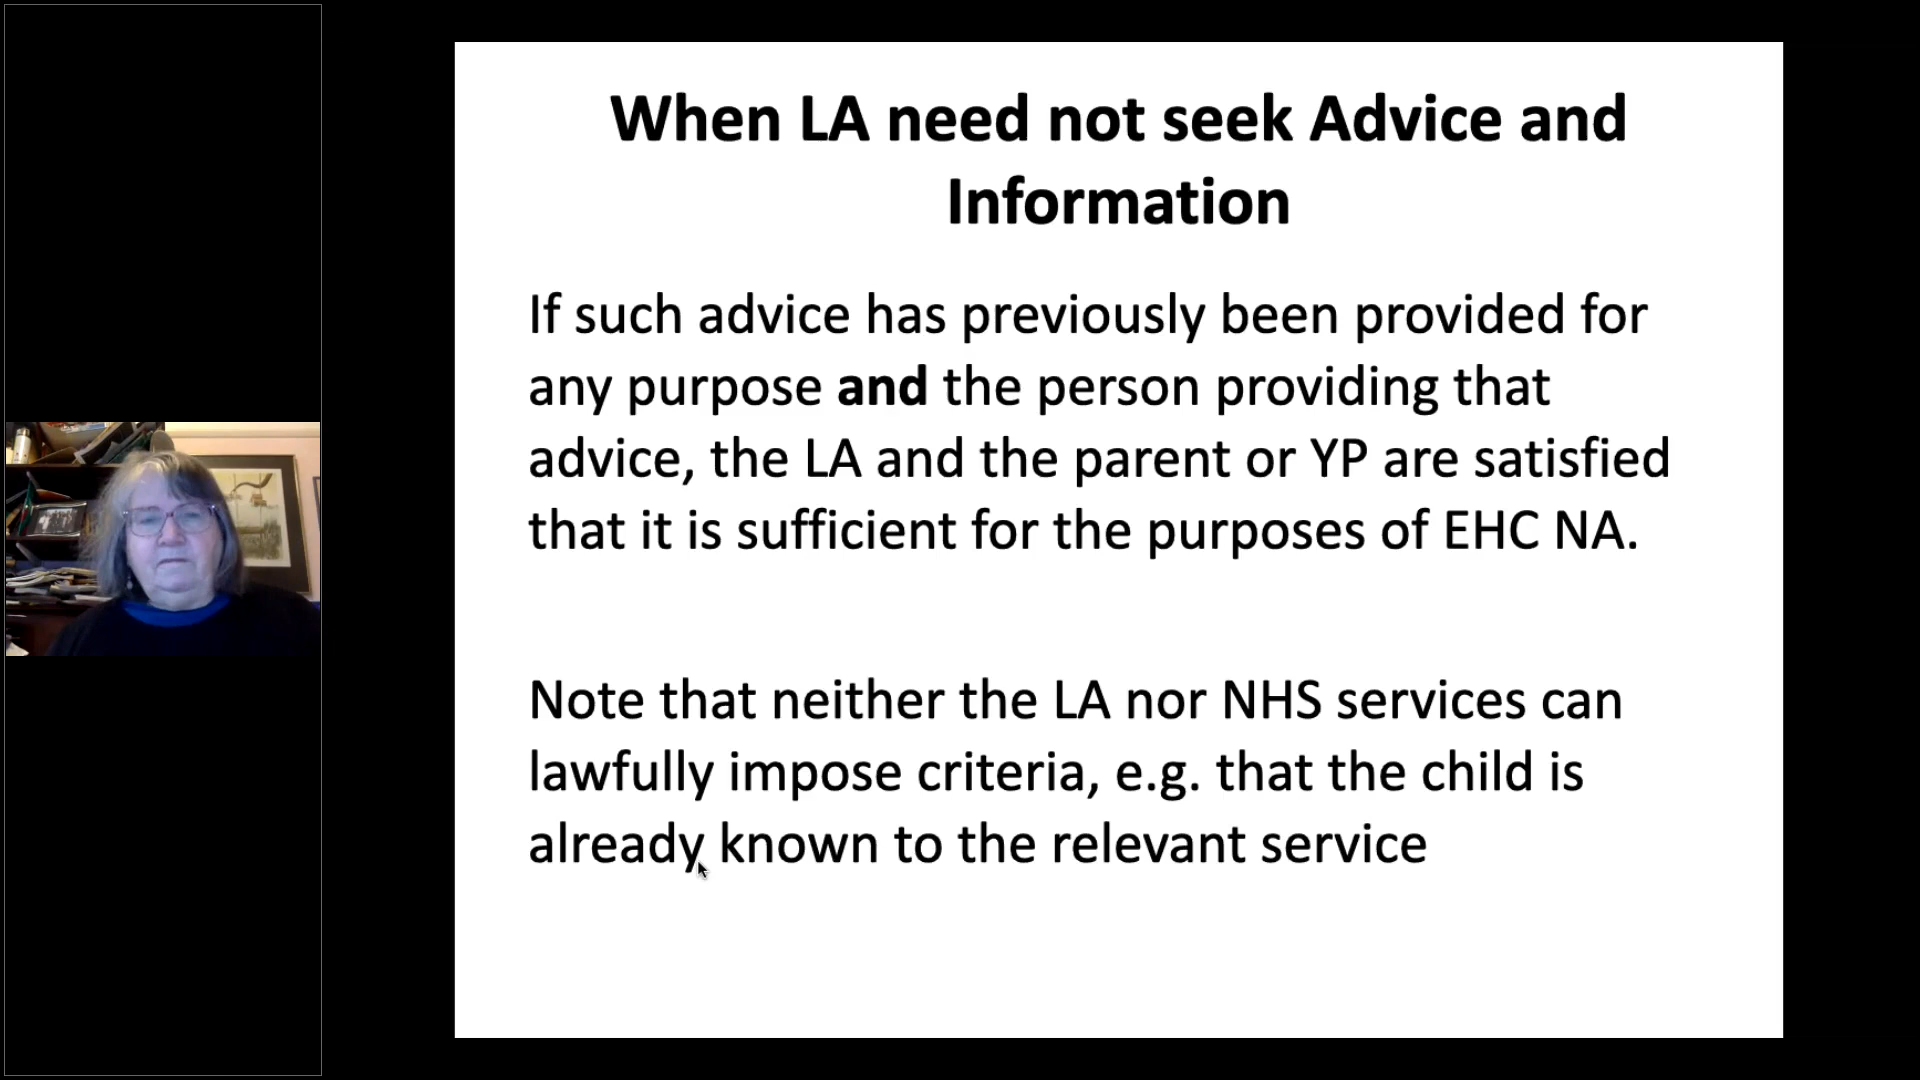 When LA need not seek Advice and
Information
If such advice has previously been provided for
any purpose and the person providing that
advice, the LA and the parent or YP are satisfied
that it is sufficient for the purposes of EHC NA.
Note that neither the LA nor NHS services can
lawfully impose criteria, e.g. that the child is
already known to the relevant service